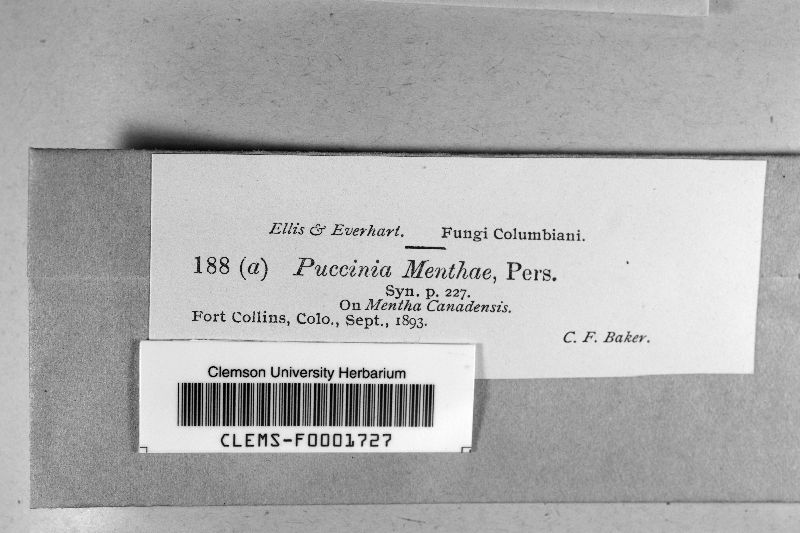 Ellis & Everhart. Fungi Columbiani.
188 (a) Puccinia Menthae, Pers.
Syn. p. 227.
On Mentha Canadensis.
Fort Collins, Colo., Sept., 1893.
C. F. Baker.
Clemson University Herbarium
CLEMS-F0001727